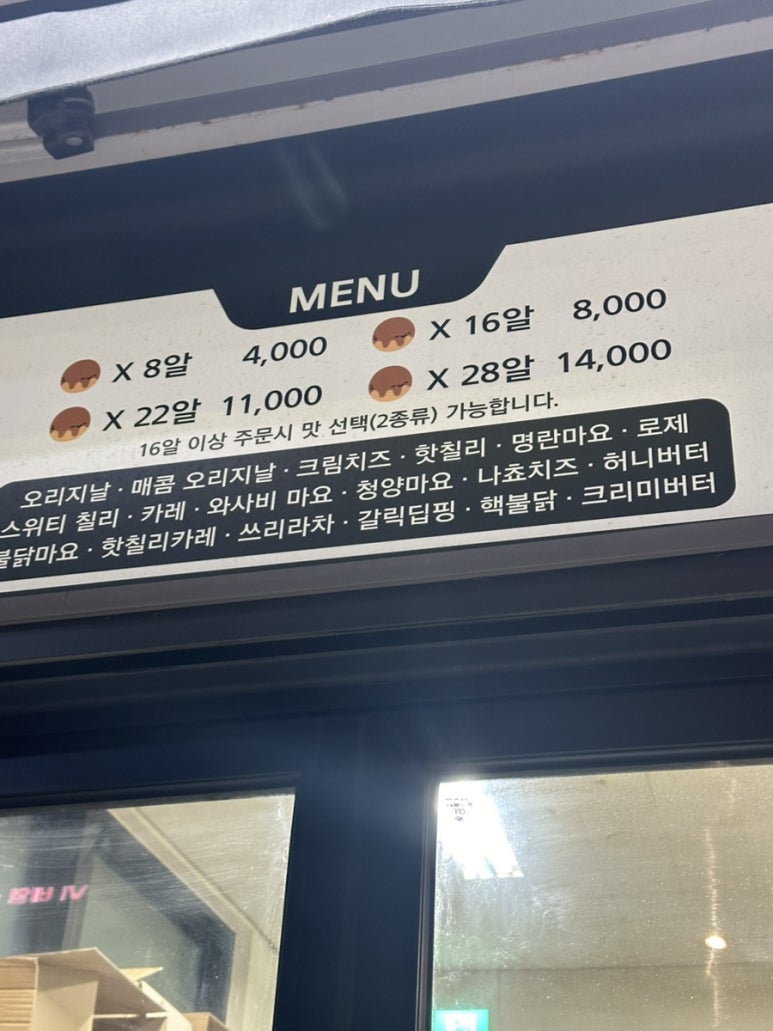 MENU
X 8알 4,000
X 16알 8,000
X 22알 11,000
X 28알 14,000
16알 이상 주문시 맛 선택(2종류) 가능합니다.
오리지날 · 매콤 오리지날 · 크림치즈 · 핫칠리 · 명란마요 · 로제
스위티 칠리 · 카레 · 와사비 마요 · 청양마요 · 나쵸치즈 · 허니버터
불닭마요 · 핫칠리카레 · 쓰리라차 · 갈릭딥핑 · 핵불닭 · 크리미버터